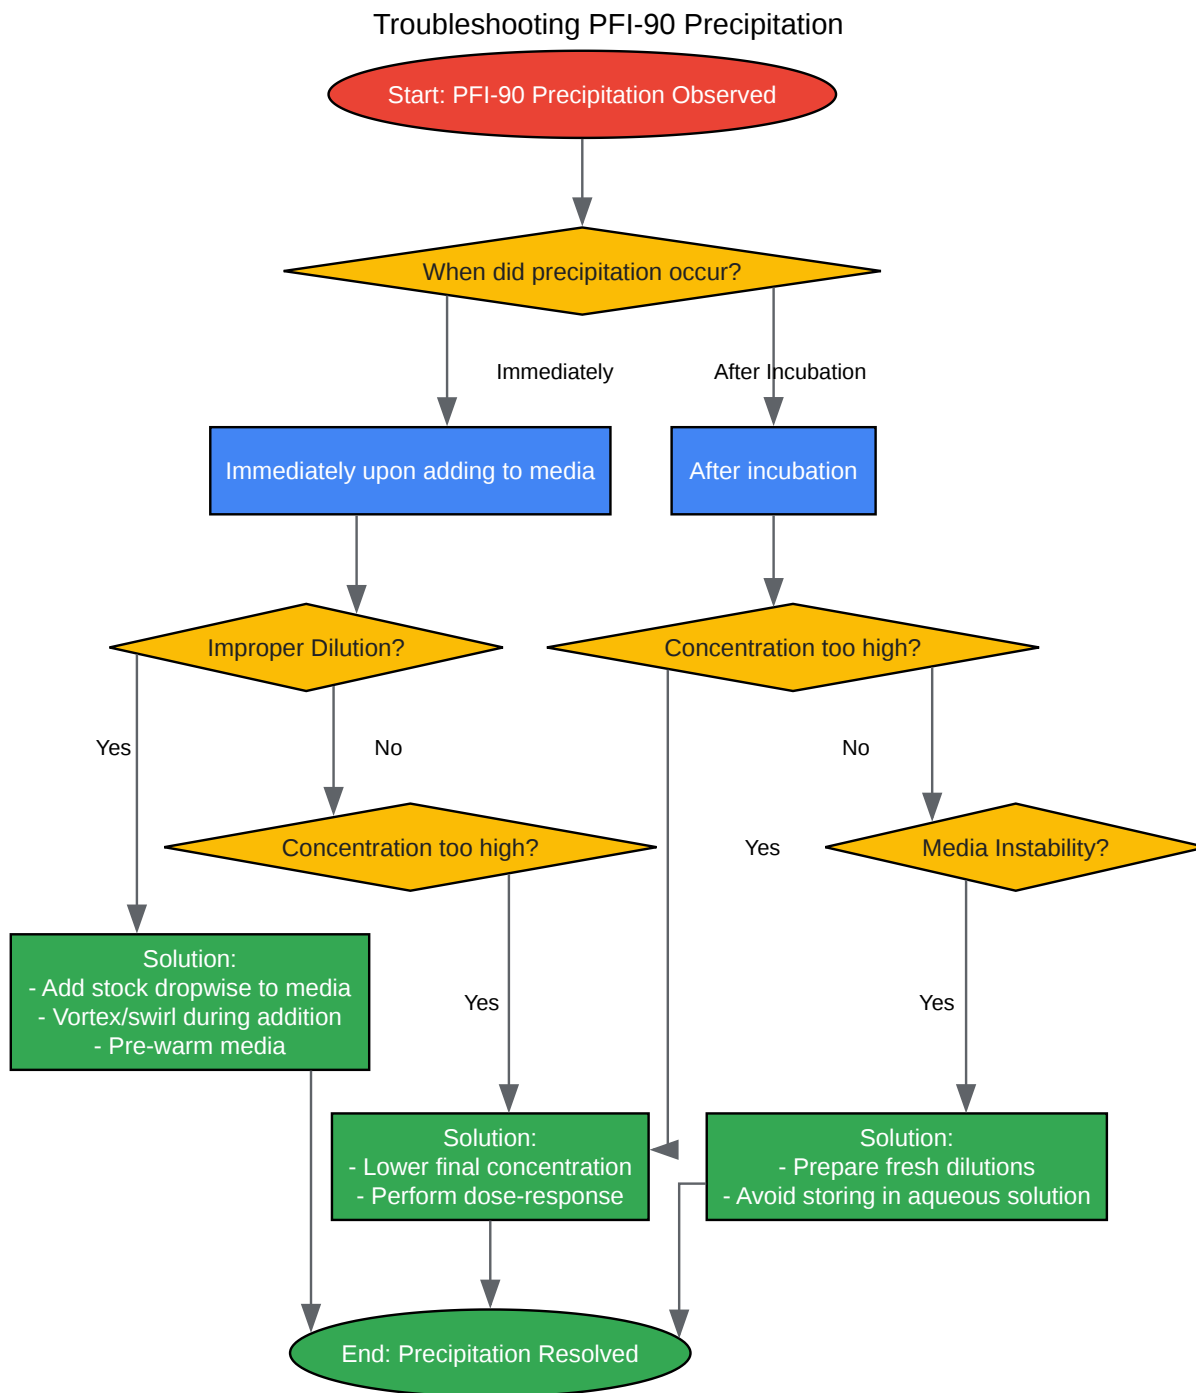 Troubleshooting PFI-90 Precipitation
Start: PFI-90 Precipitation Observed
When did precipitation occur?
Immediately
After Incubation
Immediately upon adding to media
After incubation
Improper Dilution?
Concentration too high?
Yes
No
No
Concentration too high?
Yes
Media Instability?
Solution:
- Add stock dropwise to media
- Vortex/swirl during addition
- Pre-warm media
Yes
Yes
Solution:
- Lower final concentration
- Perform dose-response
Solution:
- Prepare fresh dilutions
- Avoid storing in aqueous solution
End: Precipitation Resolved